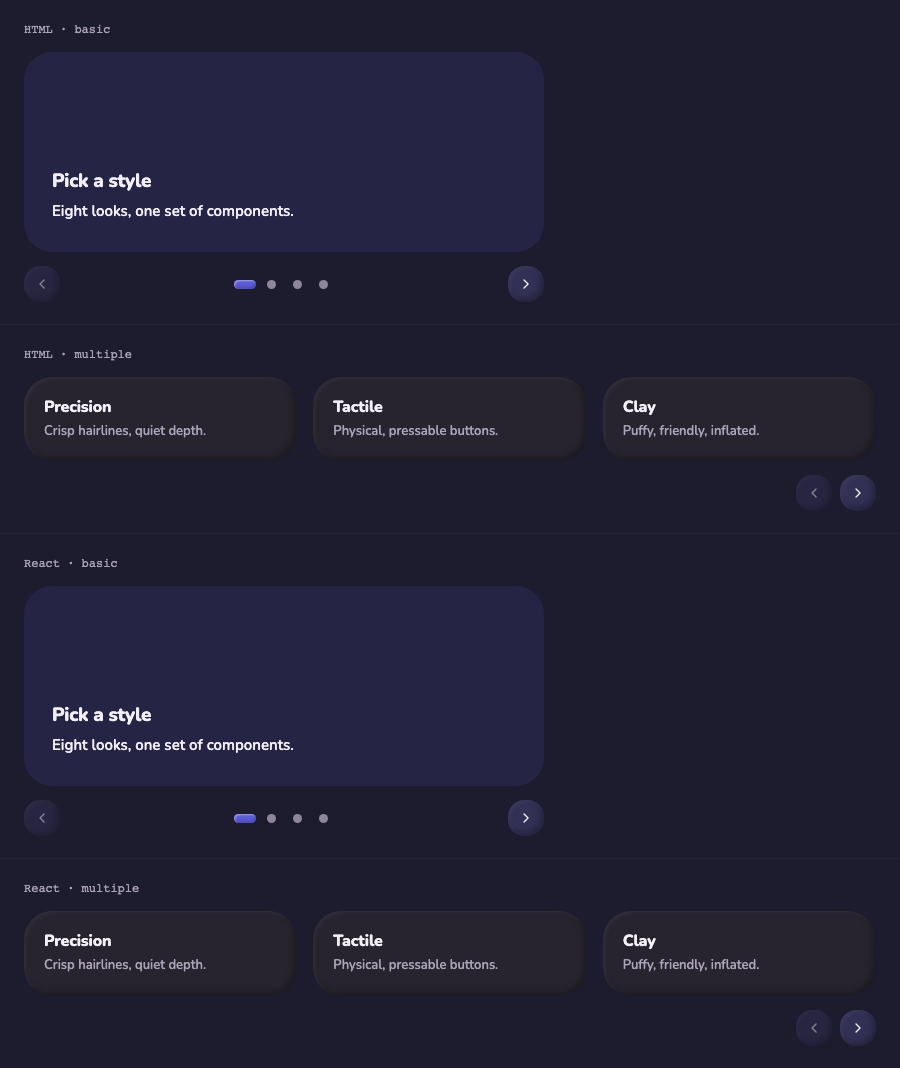 HTML · basic
Pick a style
Eight looks, one set of components.
HTML · multiple
Precision
Crisp hairlines, quiet depth.
Tactile
Physical, pressable buttons.
Clay
Puffy, friendly, inflated.
React · basic
Pick a style
Eight looks, one set of components.
React · multiple
Precision
Crisp hairlines, quiet depth.
Tactile
Physical, pressable buttons.
Clay
Puffy, friendly, inflated.